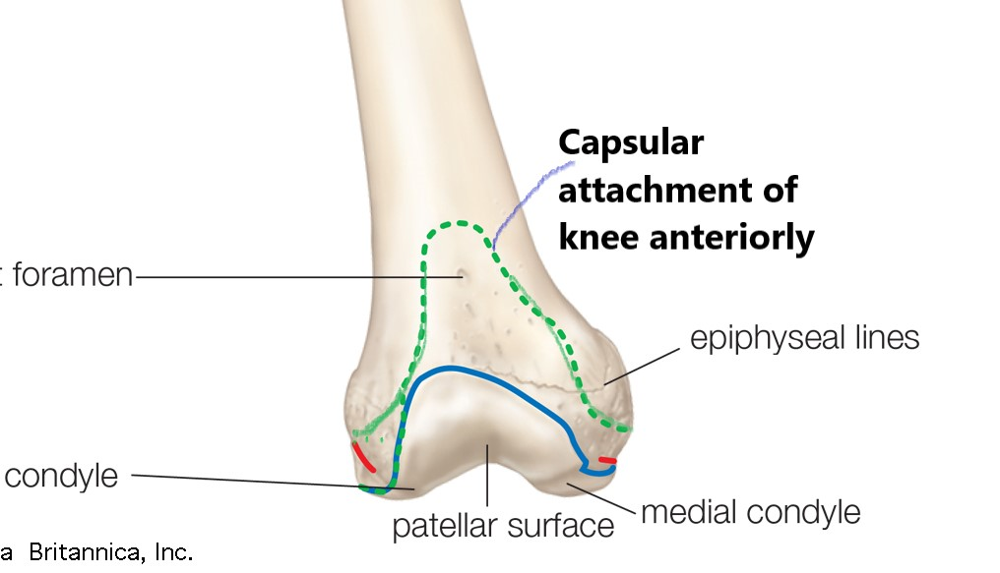 Capsular
attachment of
knee anteriorly
foramen
epiphyseal lines
condyle
patellar surface
medial condyle
a Britannica, Inc.